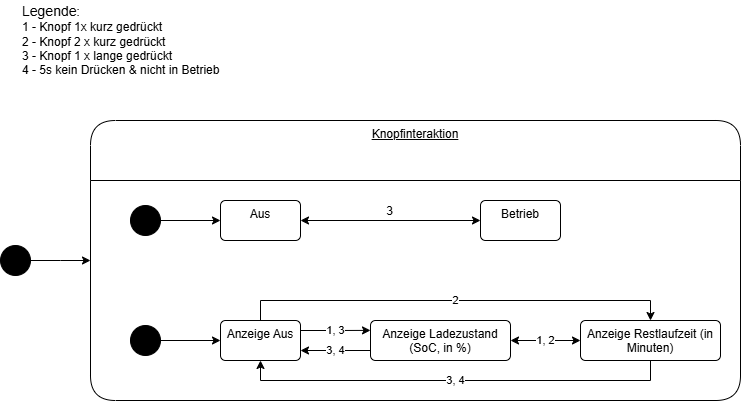 Legende:
1 - Knopf 1x kurz gedrückt
2 - Knopf 2 x kurz gedrückt
3 - Knopf 1 x lange gedrückt
4 - 5s kein Drücken & nicht in Betrieb
Knopfinteraktion
Aus
3
Betrieb
2
Anzeige Aus
1, 3
3, 4
Anzeige Ladezustand
(SoC, in %)
1, 2
Anzeige Restlaufzeit (in
Minuten)
3, 4